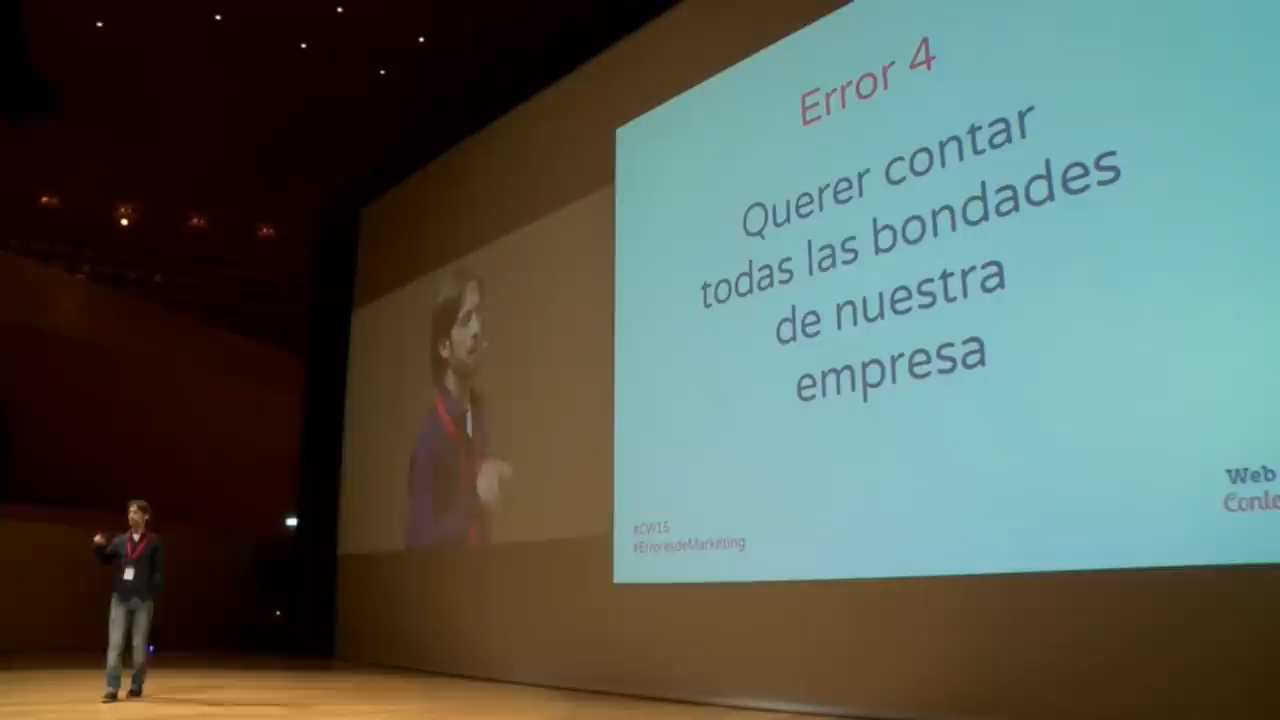 Error 4
Querer contar
todas las bondades
de nuestra
empresa
#CW15
#ErroresdeMarketing
Web